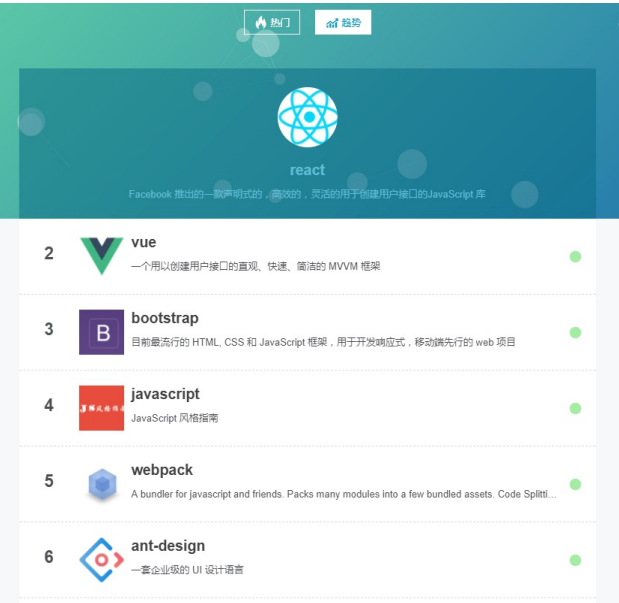 热门
趋势
react
Facebook 推出的一款声明式的，高效的，灵活的用于创建用户接口的JavaScript 库
2
vue
一个用以创建用户接口的直观、快速、简洁的 MVVM 框架
3
B
bootstrap
目前最流行的 HTML, CSS 和 JavaScript 框架，用于开发响应式，移动端先行的 web 项目
4
javascript
JavaScript 风格指南
5
webpack
A bundler for javascript and friends. Packs many modules into a few bundled assets. Code Splitti...
6
ant-design
一套企业级的 UI 设计语言